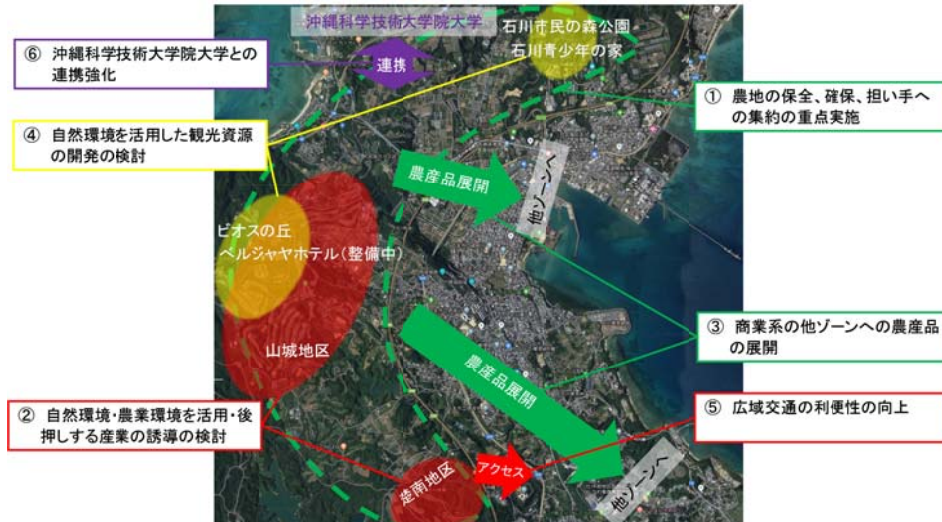 沖縄科学技術大学院大学
石川市民の森公園
石川青少年の家
⑥ 沖縄科学技術大学院大学との
連携強化
連携
① 農地の保全、確保、担い手へ
の集約の重点実施
④ 自然環境を活用した観光資源
の開発の検討
農産品展開
他ゾーンへ
ビオスの丘
ベルジャヤホテル(整備中)
山城地区
③ 商業系の他ゾーンへの農産品
の展開
農産品展開
② 自然環境・農業環境を活用・後
押しする産業の誘導の検討
⑤ 広域交通の利便性の向上
楚南地区
アクセス
他ゾーンへ